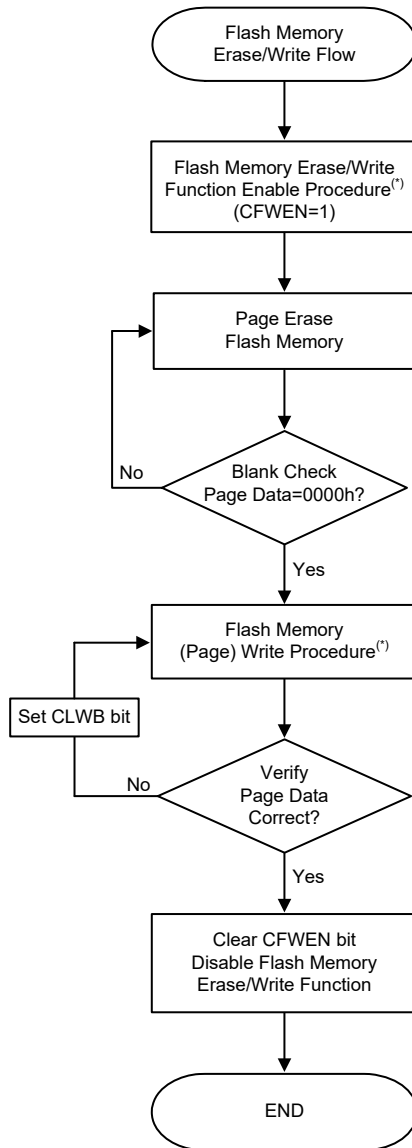 Flash Memory
Erase/Write Flow
Flash Memory Erase/Write
Function Enable Procedure(*)
(CFWEN=1)
Page Erase
Flash Memory
No
Blank Check
Page Data=0000h?
Yes
Flash Memory
(Page) Write Procedure(*)
Set CLWB bit
No
Verify
Page Data
Correct?
Yes
Clear CFWEN bit
Disable Flash Memory
Erase/Write Function
END